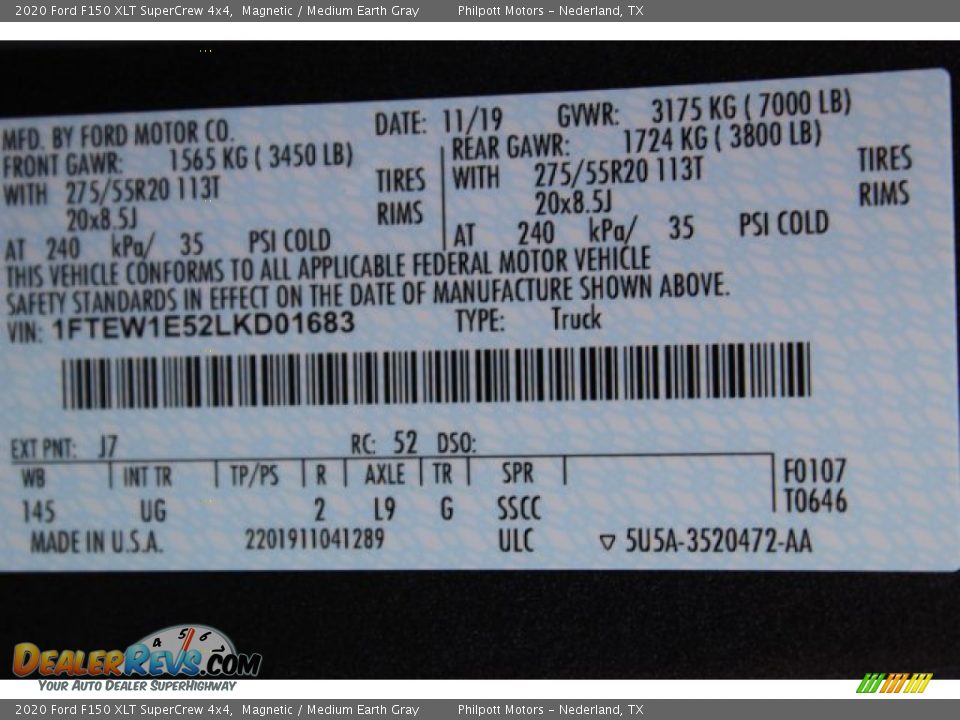 2020 Ford F150 XLT SuperCrew 4x4, Magnetic / Medium Earth Gray Philpott Motors – Nederland, TX
MFD. BY FORD MOTOR CO. DATE: 11/19 GVWR: 3175 KG ( 7000 LB)
FRONT GAWR: 1565 KG ( 3450 LB) REAR GAWR: 1724 KG ( 3800 LB)
WITH 275/55R20 113T TIRES WITH 275/55R20 113T TIRES
20x8.5J RIMS 20x8.5J RIMS
AT 240 kPa/ 35 PSI COLD AT 240 kPa/ 35 PSI COLD
THIS VEHICLE CONFORMS TO ALL APPLICABLE FEDERAL MOTOR VEHICLE
SAFETY STANDARDS IN EFFECT ON THE DATE OF MANUFACTURE SHOWN ABOVE.
VIN: 1FTEW1E52LKD01683 TYPE: Truck
EXT PNT: J7 RC: 52 DSO:
WB INT TR TP/PS R AXLE TR SPR F0107
145 UG 2 L9 G SSCC T0646
MADE IN U.S.A. 2201911041289 ULC 5U5A-3520472-AA
4 5 6
DEALERREVS.COM
YOUR AUTO DEALER SUPERHIGHWAY
2020 Ford F150 XLT SuperCrew 4x4, Magnetic / Medium Earth Gray Philpott Motors – Nederland, TX